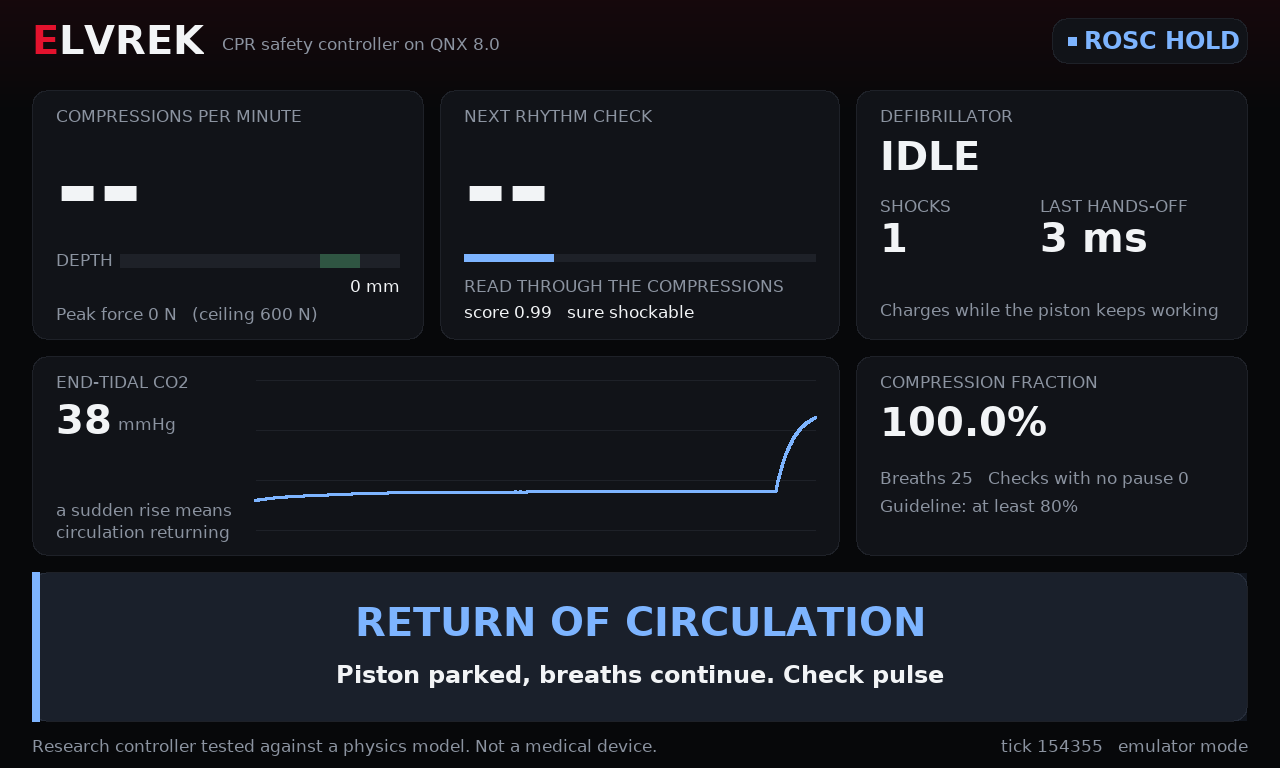 ELVREK CPR safety controller on QNX 8.0
ROSC HOLD
COMPRESSIONS PER MINUTE
--
DEPTH
0 mm
Peak force 0 N (ceiling 600 N)
NEXT RHYTHM CHECK
--
READ THROUGH THE COMPRESSIONS
score 0.99 sure shockable
DEFIBRILLATOR
IDLE
SHOCKS
1
LAST HANDS-OFF
3 ms
Charges while the piston keeps working
END-TIDAL CO2
38 mmHg
a sudden rise means
circulation returning
COMPRESSION FRACTION
100.0%
Breaths 25 Checks with no pause 0
Guideline: at least 80%
RETURN OF CIRCULATION
Piston parked, breaths continue. Check pulse
Research controller tested against a physics model. Not a medical device.
tick 154355 emulator mode